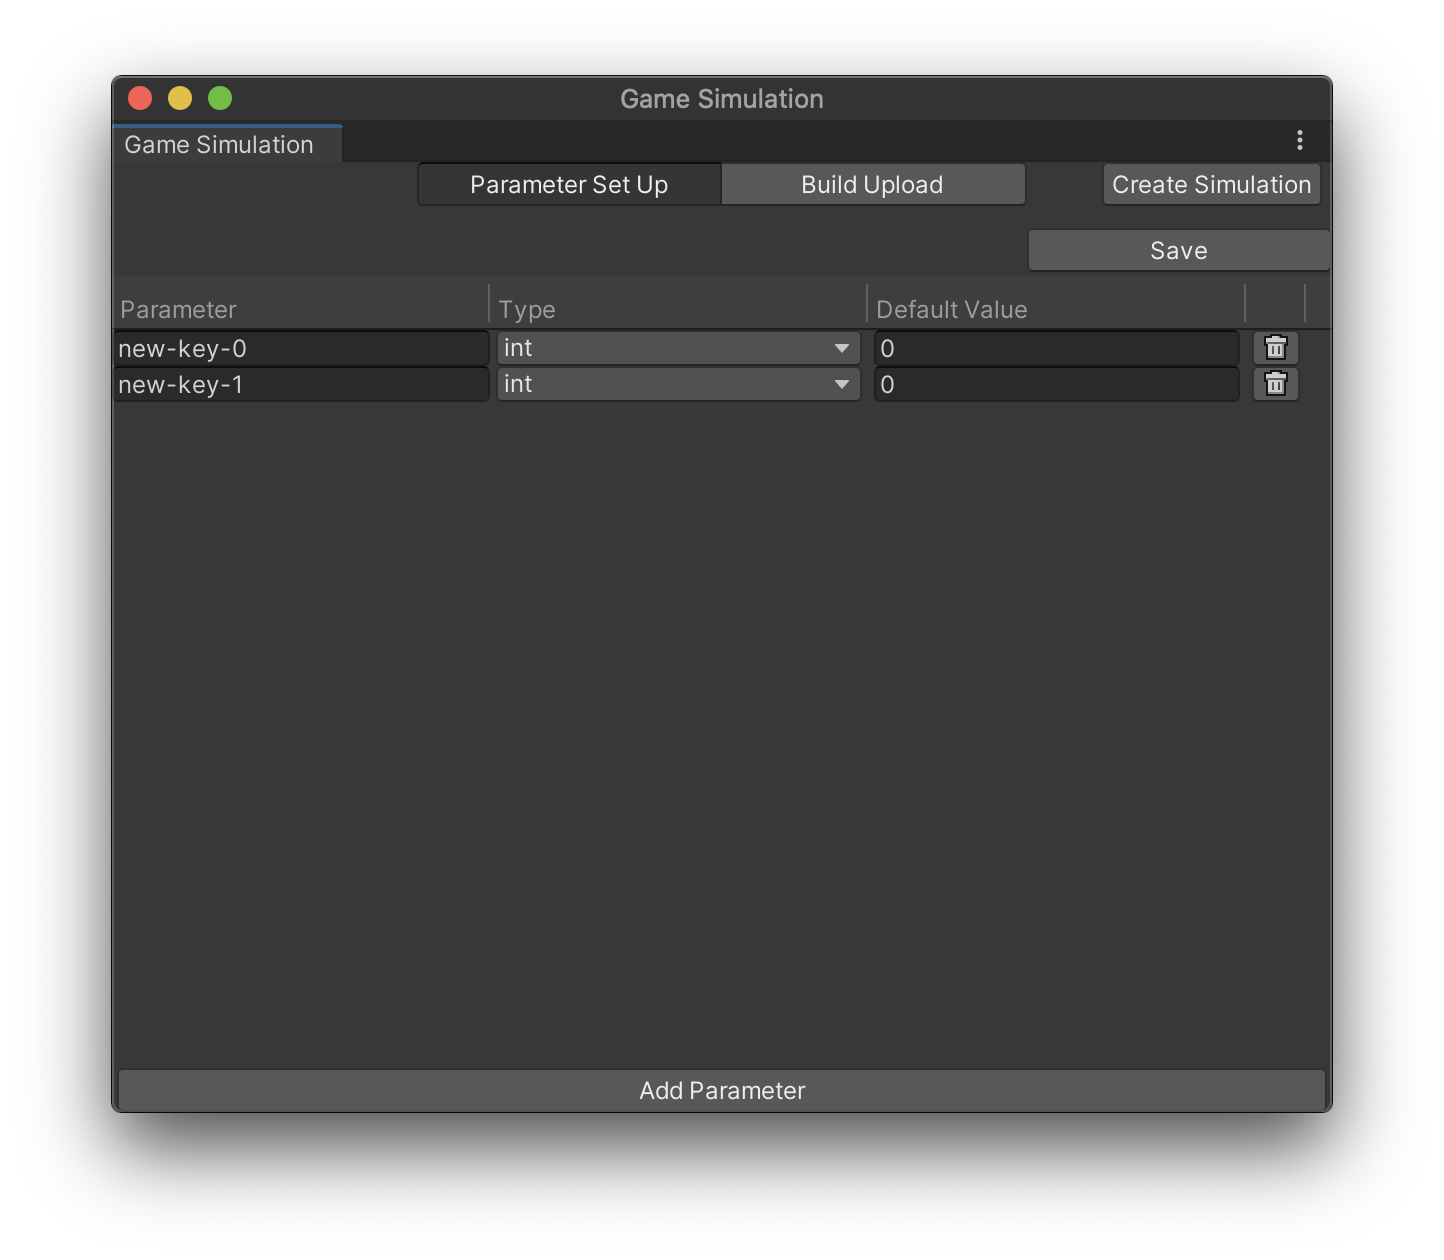 Game Simulation
Game Simulation
Parameter Set Up Build Upload Create Simulation
Save
Parameter Type Default Value
new-key-0 int 0
new-key-1 int 0
Add Parameter